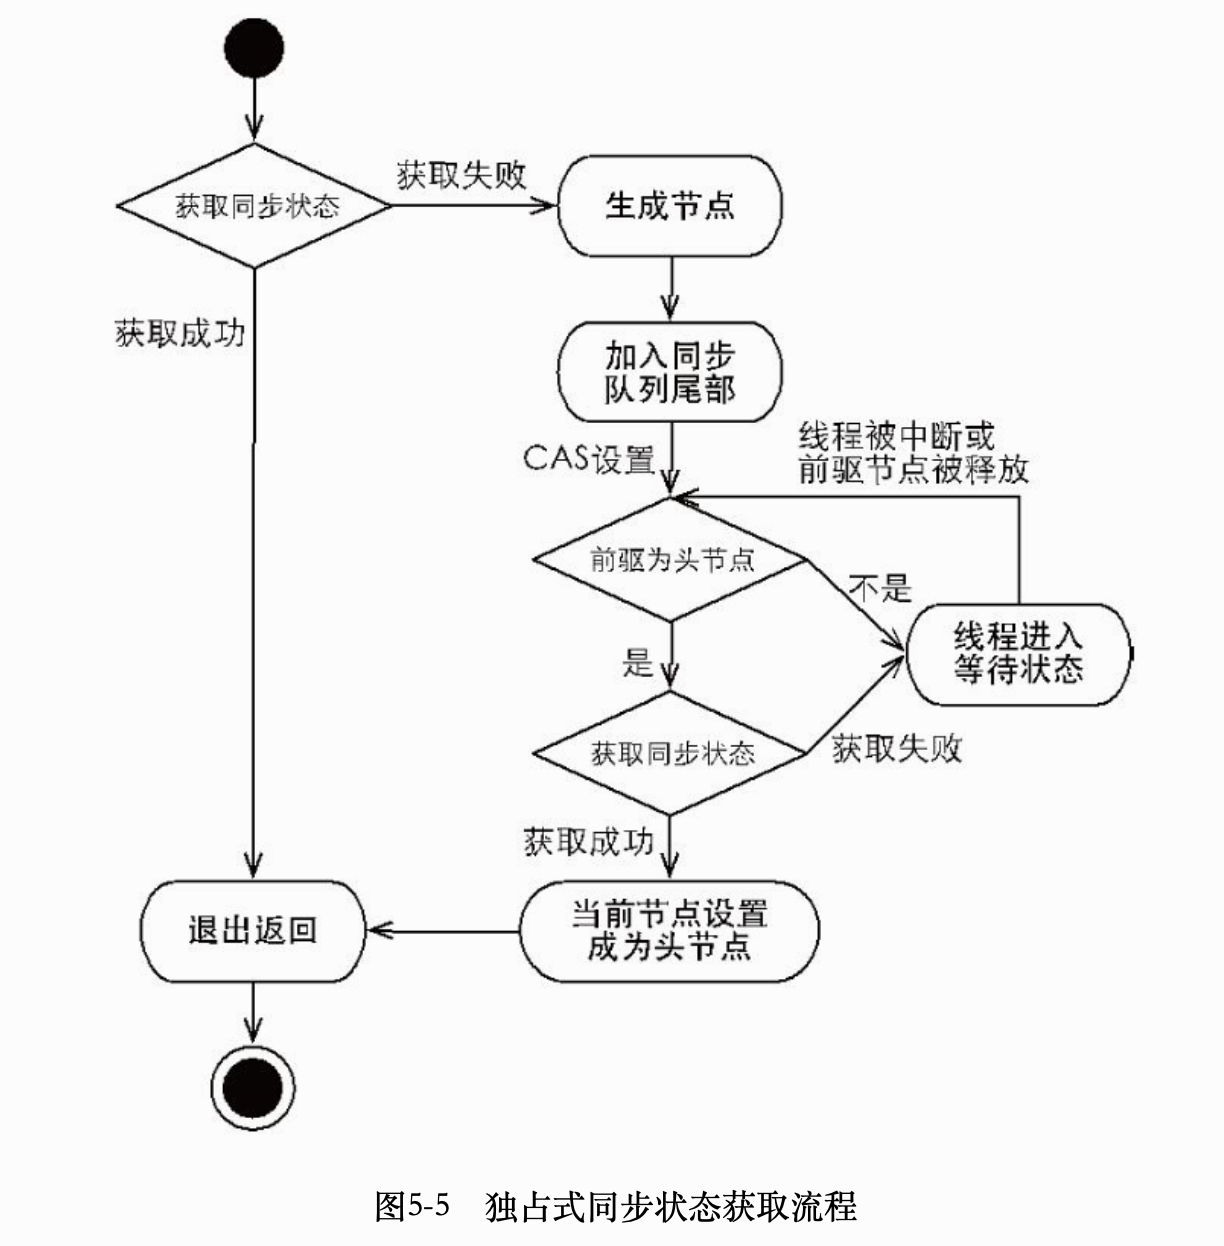 获取同步状态
获取失败
生成节点
获取成功
加入同步
队列尾部
CAS设置
线程被中断或
前驱节点被释放
前驱为头节点
不是
线程进入
等待状态
是
获取同步状态
获取失败
获取成功
当前节点设置
成为头节点
退出返回
图5-5 独占式同步状态获取流程